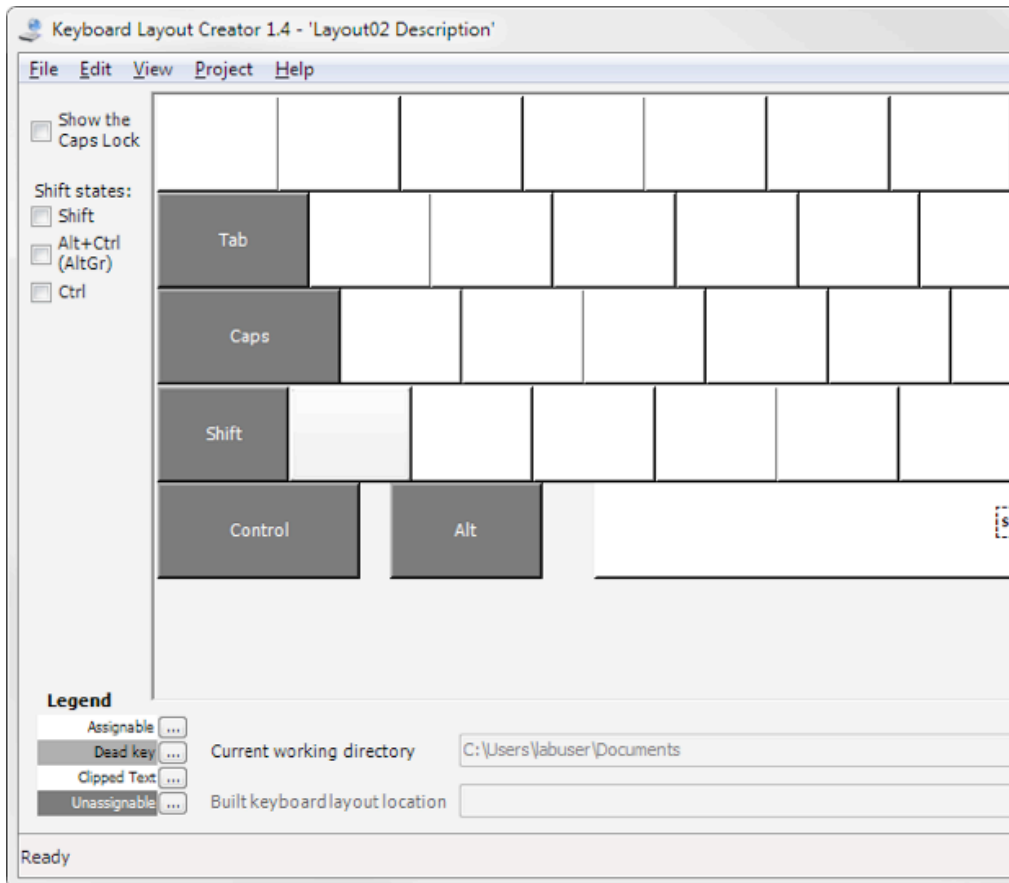 Keyboard Layout Creator 1.4 - 'Layout02 Description'
File Edit View Project Help
Show the
Caps Lock
Shift states:
Shift
Alt+Ctrl
(AltGr)
Ctrl
Tab
Caps
Shift
Control Alt s
Legend
Assignable ...
Dead key ...
Clipped Text ...
Unassignable ...
Current working directory C:\Users\labuser\Documents
Built keyboard layout location
Ready